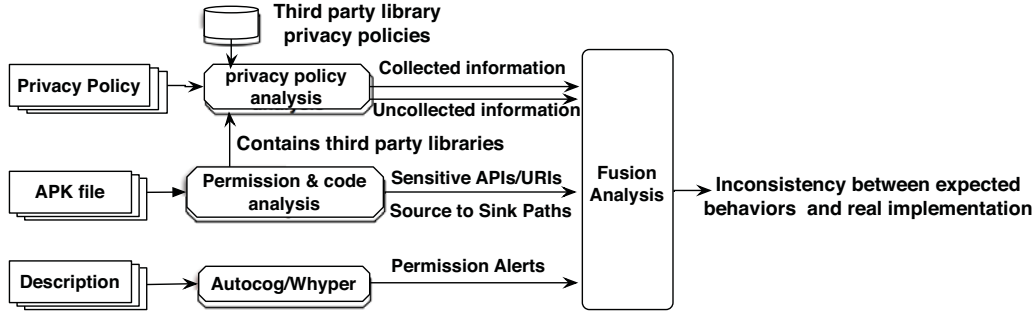 Third party library
privacy policies
Privacy Policy
privacy policy
analysis
Collected information
Uncollected information
Contains third party libraries
APK file
Permission & code
analysis
Sensitive APIs/URIs
Source to Sink Paths
Fusion
Analysis
Inconsistency between expected
behaviors and real implementation
Description
Autocog/Whyper
Permission Alerts